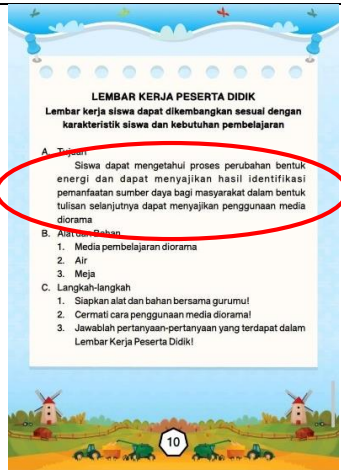 LEMBAR KERJA PESERTA DIDIK
Lembar kerja siswa dapat dikembangkan sesuai dengan
karakteristik siswa dan kebutuhan pembelajaran
A. Tujuan
Siswa dapat mengetahui proses perubahan bentuk
energi dan dapat menyajikan hasil identifikasi
pemanfaatan sumber daya bagi masyarakat dalam bentuk
tulisan selanjutnya dapat menyajikan penggunaan media
diorama
B. Alat dan Bahan
1. Media pembelajaran diorama
2. Air
3. Meja
C. Langkah-langkah
1. Siapkan alat dan bahan bersama gurumu!
2. Cermati cara penggunaan media diorama!
3. Jawablah pertanyaan-pertanyaan yang terdapat dalam
Lembar Kerja Peserta Didik!
10